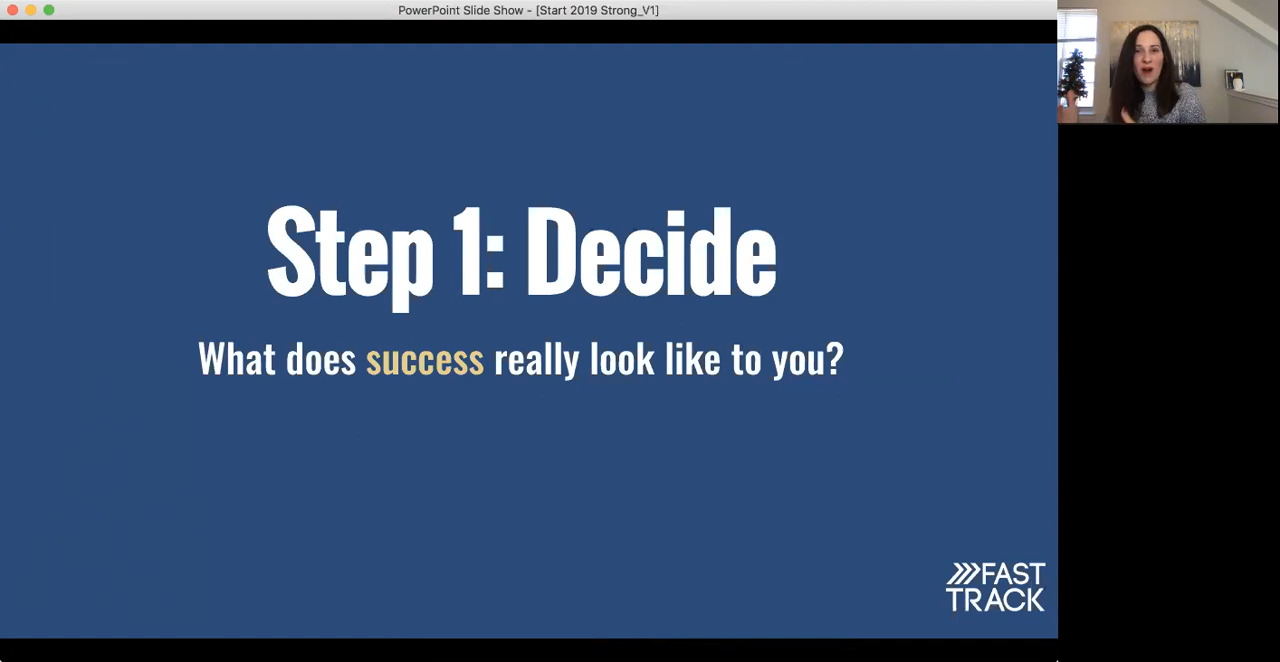 PowerPoint Slide Show - [Start 2019 Strong_V1]
Step 1: Decide
What does success really look like to you?
FAST
TRACK